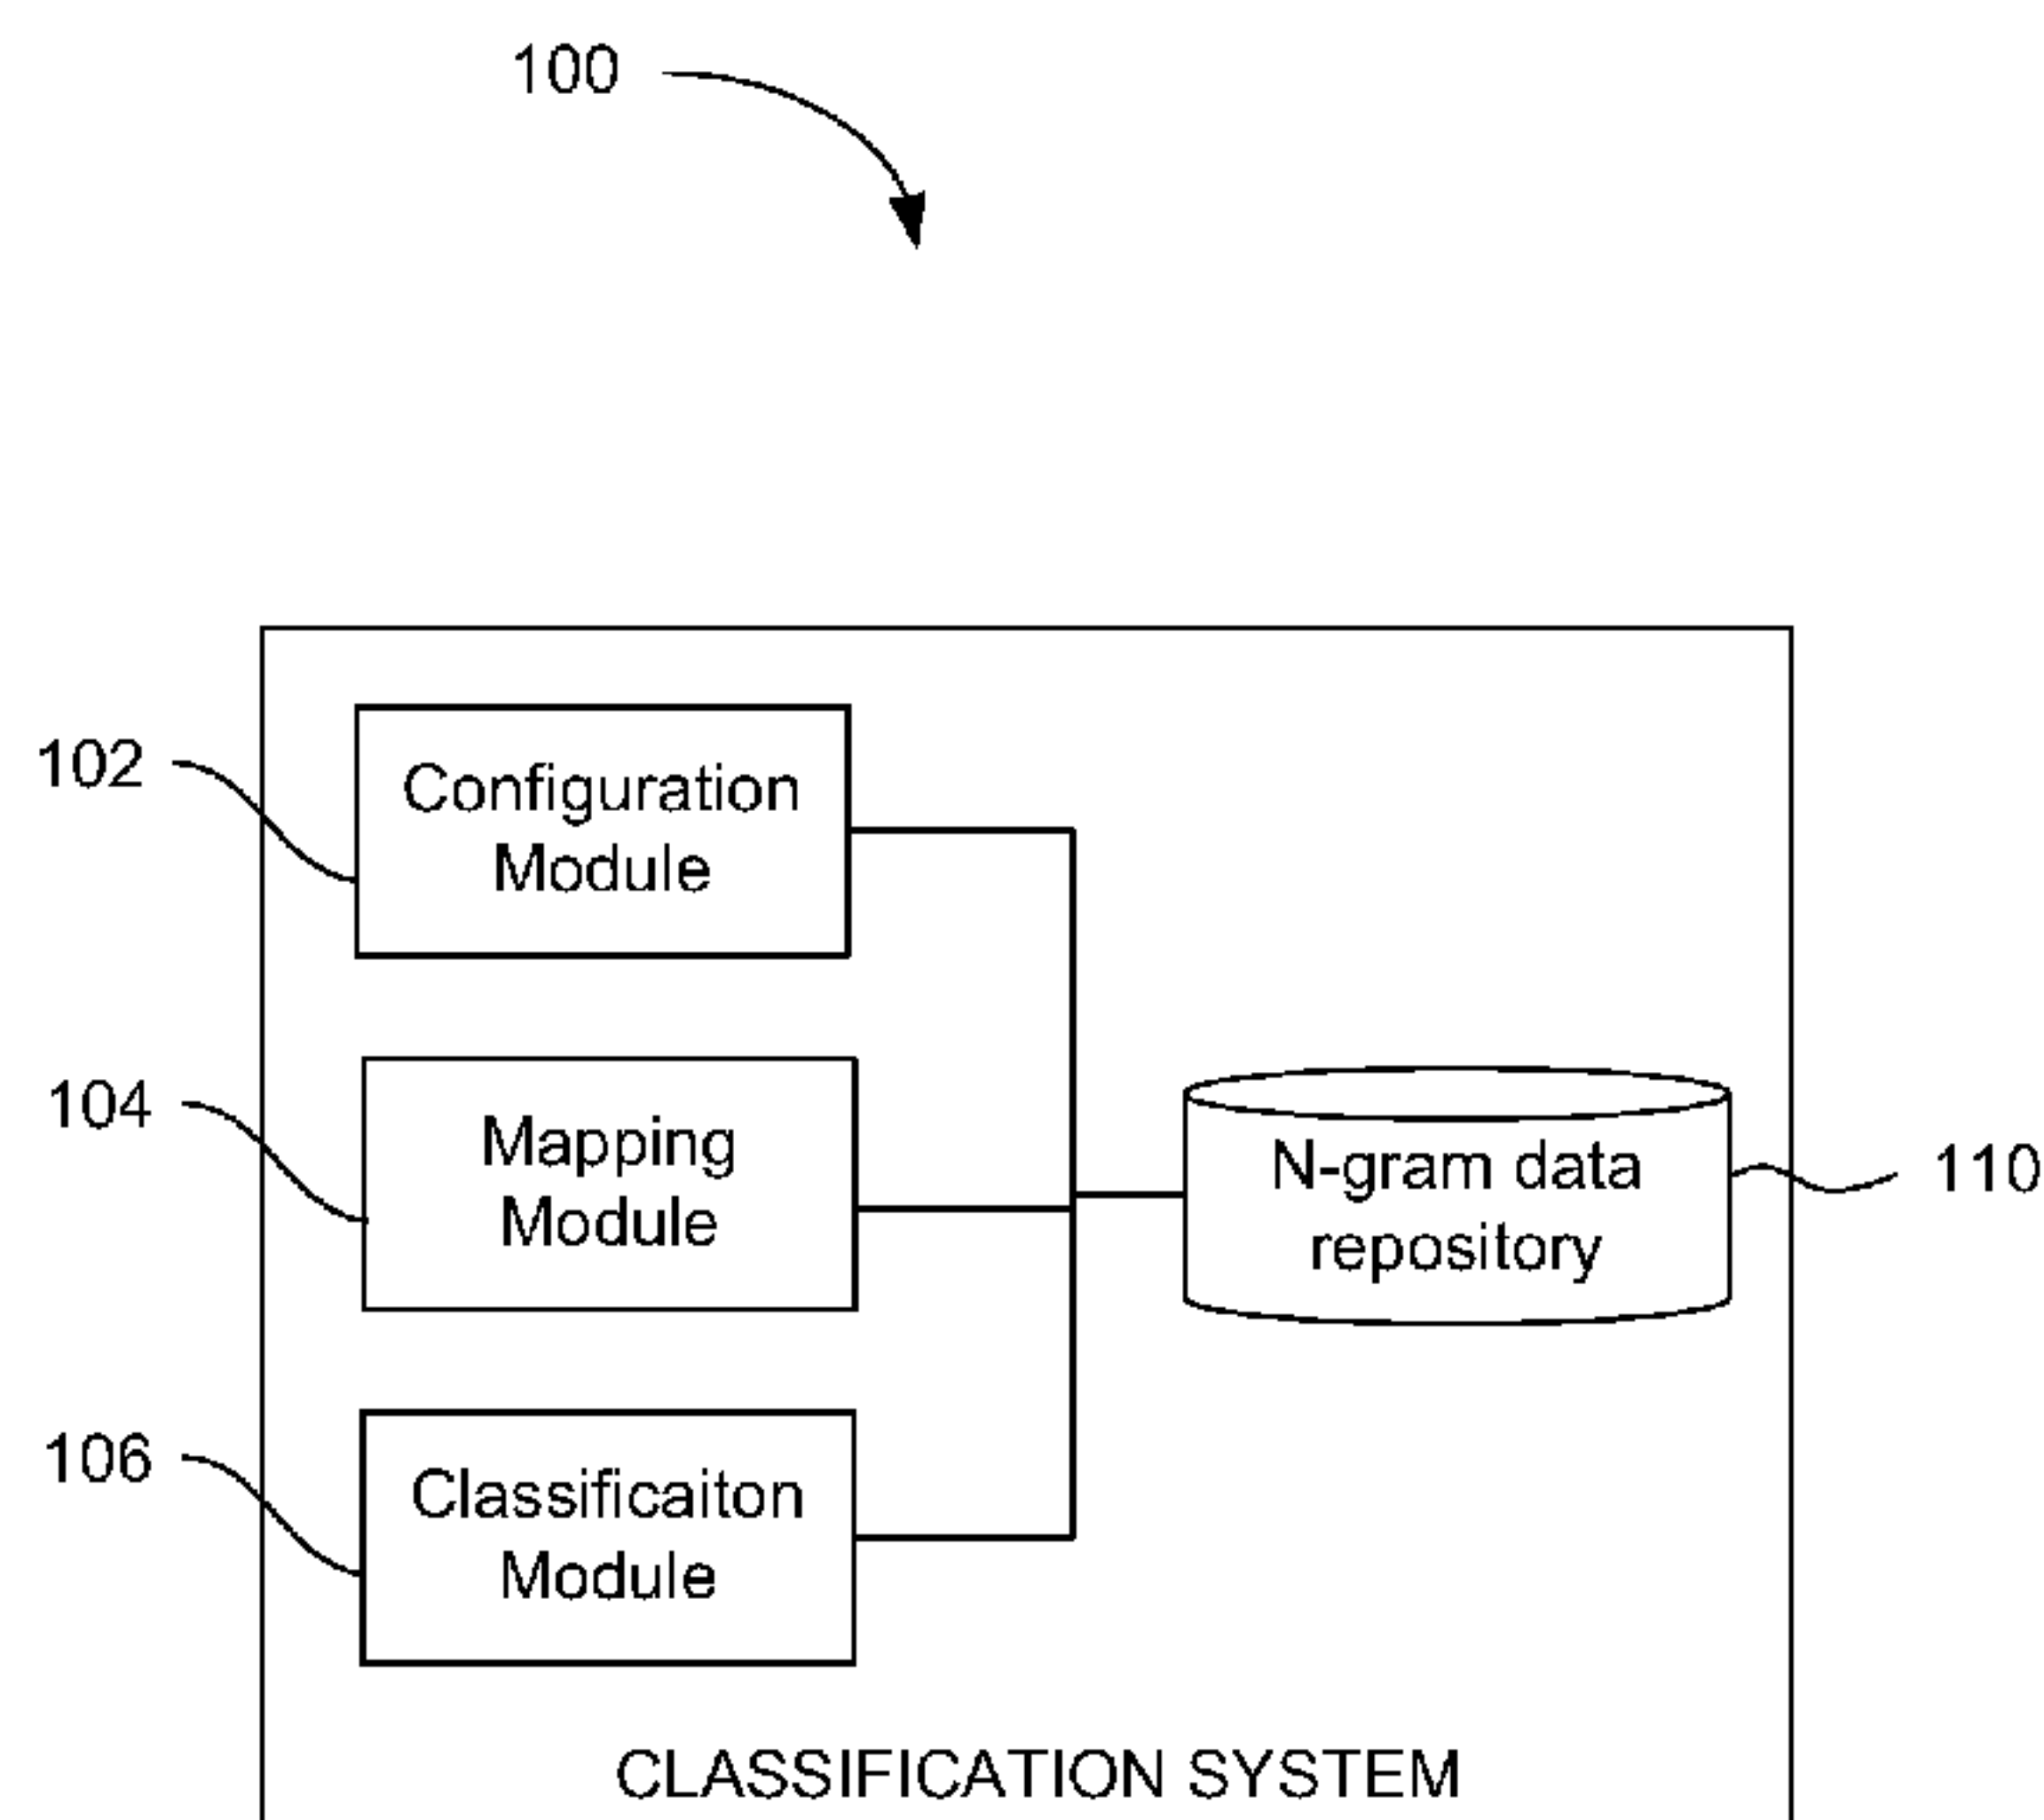 100
102
Configuration
Module
104
Mapping
Module
N-gram data
repository
110
106
Classificaiton
Module
CLASSIFICATION SYSTEM